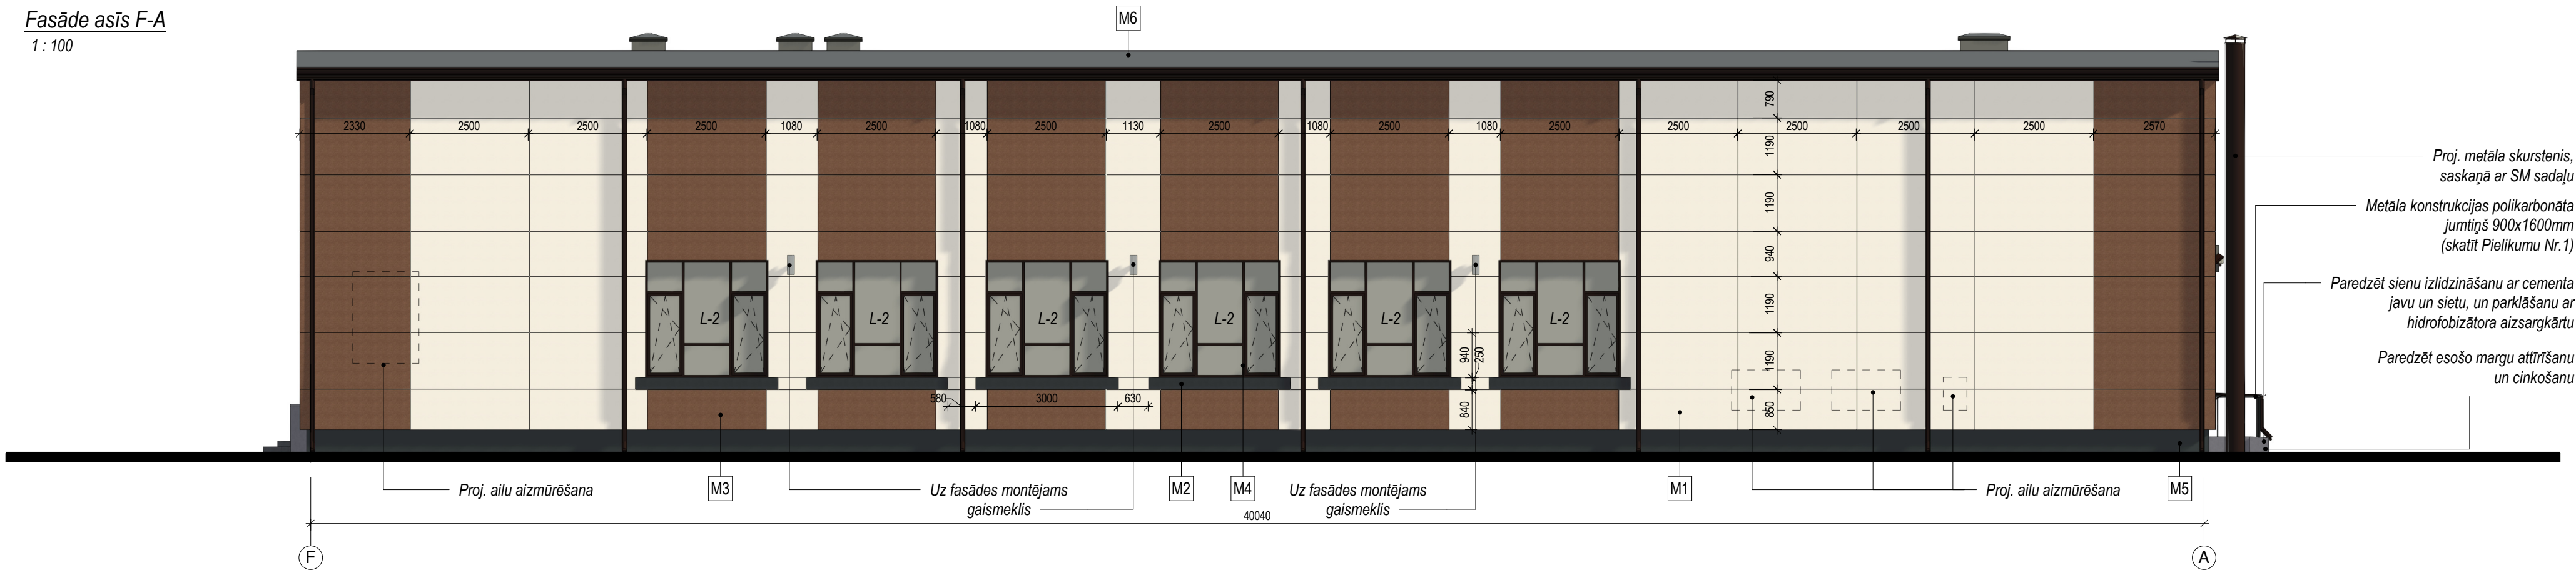 Fasāde asīs F-A
1 : 100
M6
790
2330
2500
2500
2500
1080
2500
1080
2500
1130
2500
1080
2500
1080
2500
2500
2500
2500
2500
2570
1190
1190
940
1190
1190
850
Proj. metāla skurstenis,
saskaņā ar SM sadaļu
Metāla konstrukcijas polikarbonāta
jumtiņš 900x1600mm
(skatīt Pielikumu Nr.1)
Paredzēt sienu izlīdzināšanu ar cementa
javu un sietu, un parklāšanu ar
hidrofobizātora aizsargkārtu
Paredzēt esošo margu attīrīšanu
un cinkošanu
L-2
L-2
L-2
L-2
L-2
L-2
940
250
840
580
3000
630
Proj. ailu aizmūrēšana
M3
Uz fasādes montējams
gaismeklis
M2
M4
Uz fasādes montējams
gaismeklis
M1
Proj. ailu aizmūrēšana
M5
40040
F
A